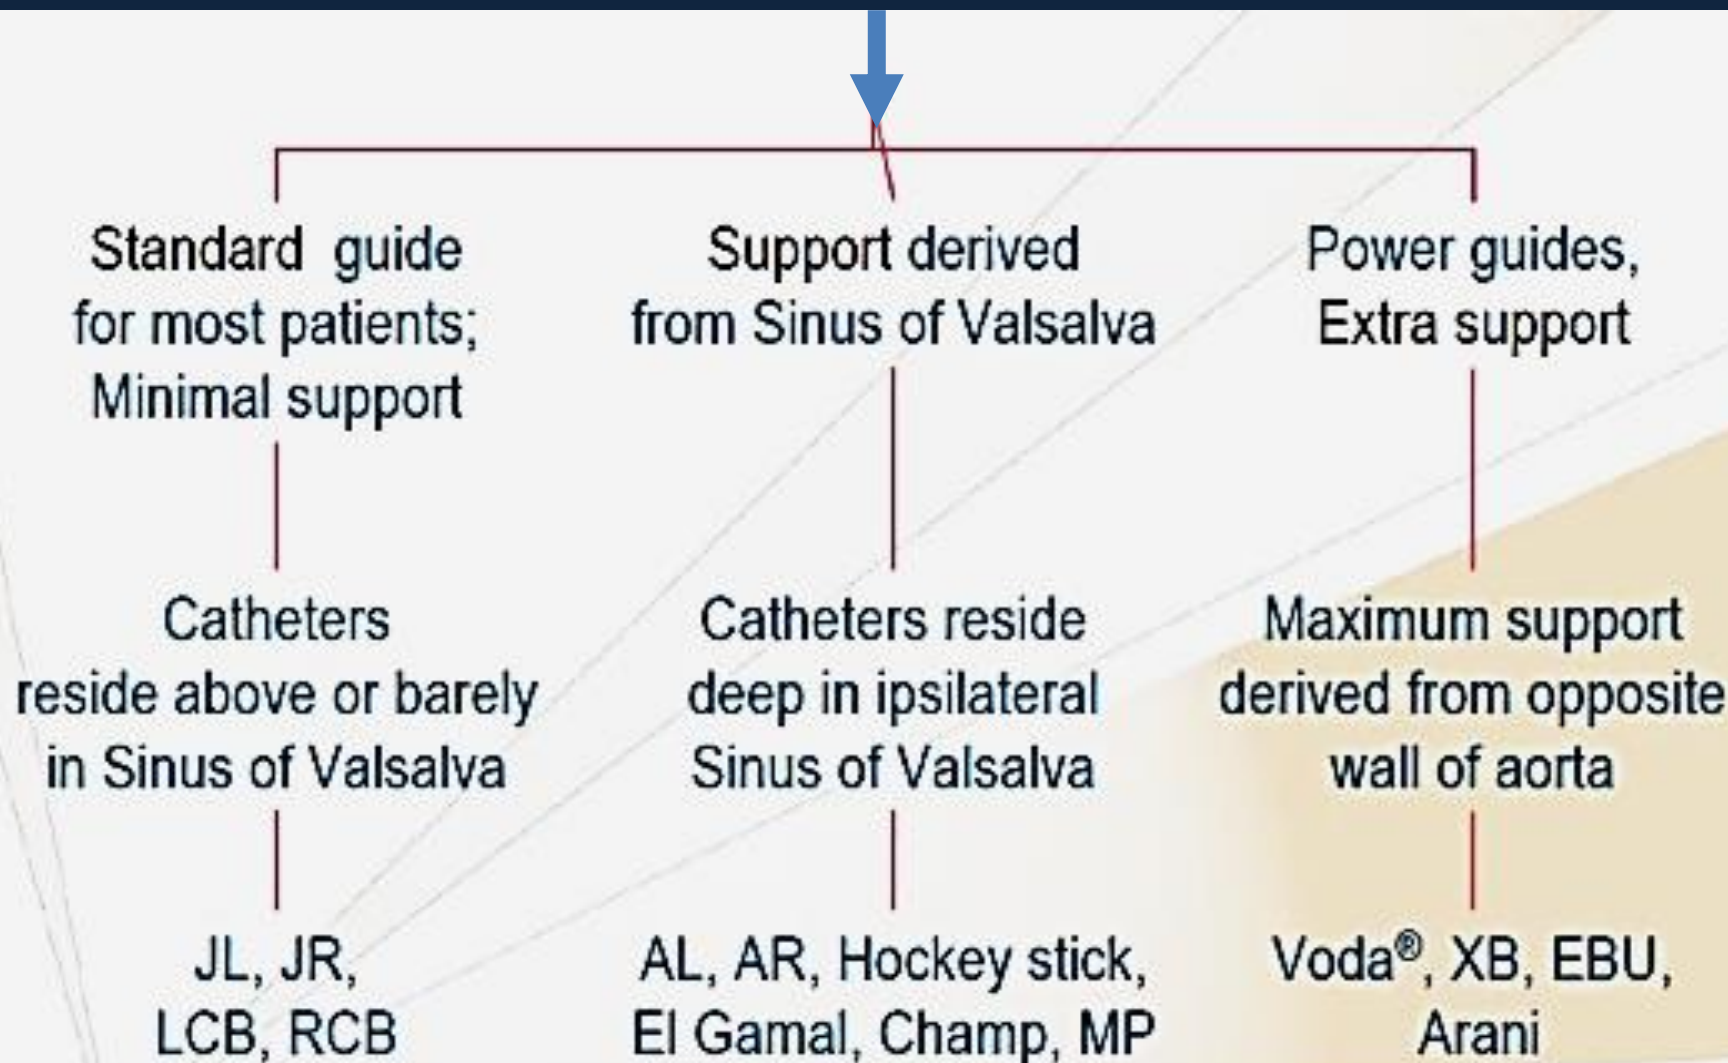 Standard guide
for most patients;
Minimal support
Support derived
from Sinus of Valsalva
Power guides,
Extra support
Catheters
reside above or barely
in Sinus of Valsalva
Catheters reside
deep in ipsilateral
Sinus of Valsalva
Maximum support
derived from opposite
wall of aorta
JL, JR,
LCB, RCB
AL, AR, Hockey stick,
El Gamal, Champ, MP
Voda®, XB, EBU,
Arani